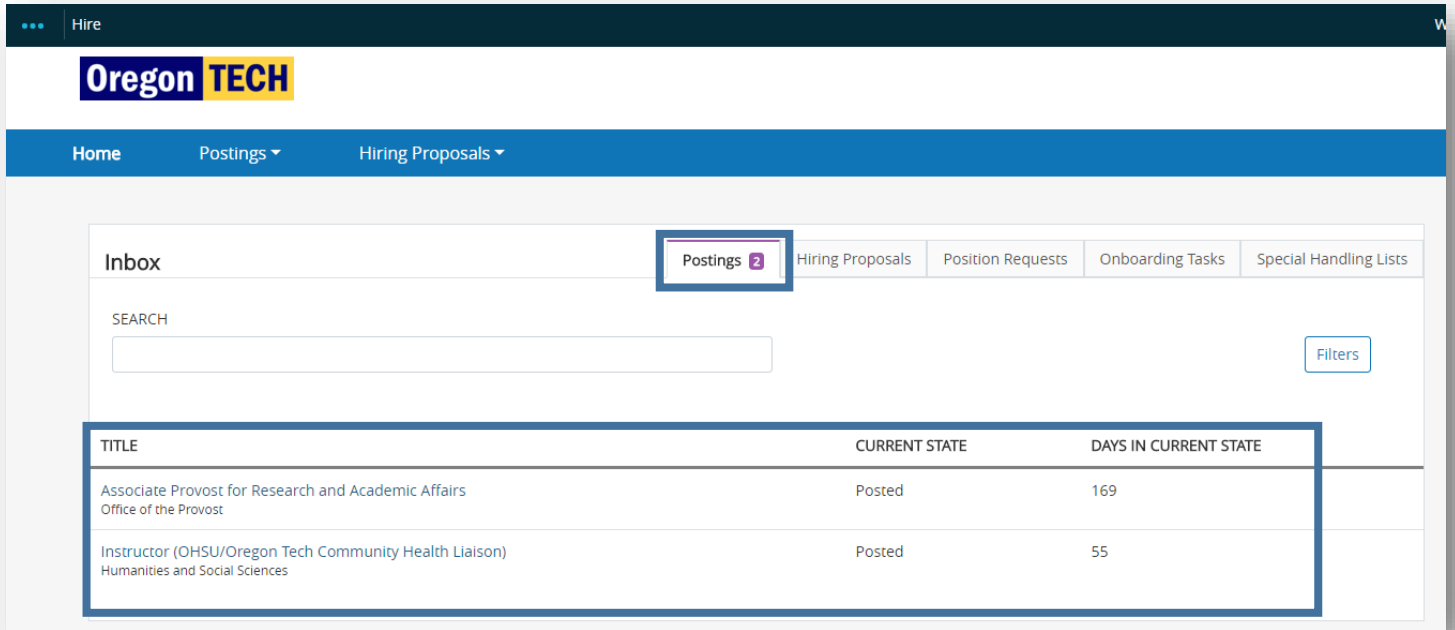 Hire
W
Oregon TECH
Home Postings Hiring Proposals
Inbox
Postings 2 Hiring Proposals Position Requests Onboarding Tasks Special Handling Lists
SEARCH
Filters
TITLE CURRENT STATE DAYS IN CURRENT STATE
Associate Provost for Research and Academic Affairs Posted 169
Office of the Provost
Instructor (OHSU/Oregon Tech Community Health Liaison) Posted 55
Humanities and Social Sciences